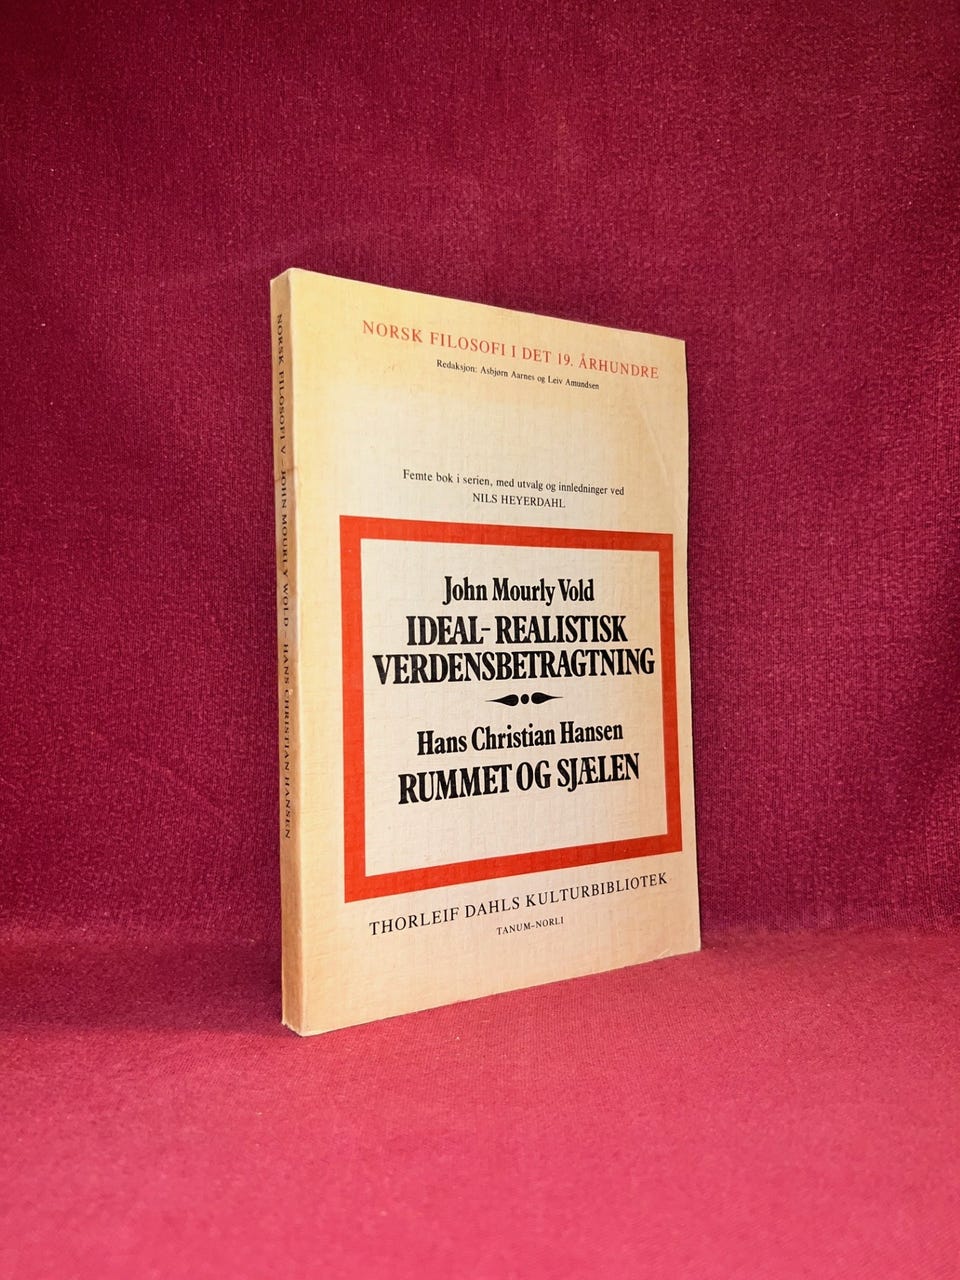 NORSK FILOSOFI I DET 19. ÅRHUNDRE
Redaksjon: Asbjørn Aarnes og Leiv Amundsen
Femte bok i serien, med utvalg og innledninger ved
NILS HEYERDAHL
John Mourly Vold
IDEAL-REALISTISK
VERDENSBETRAGTNING
Hans Christian Hansen
RUMMET OG SJÆLEN
THORLEIF DAHLS KULTURBIBLIOTEK
TANUM-NORLI
NORSK FILOSOFI V - JOHN MOURLY WOLD - HANS CHRISTIAN HANSEN